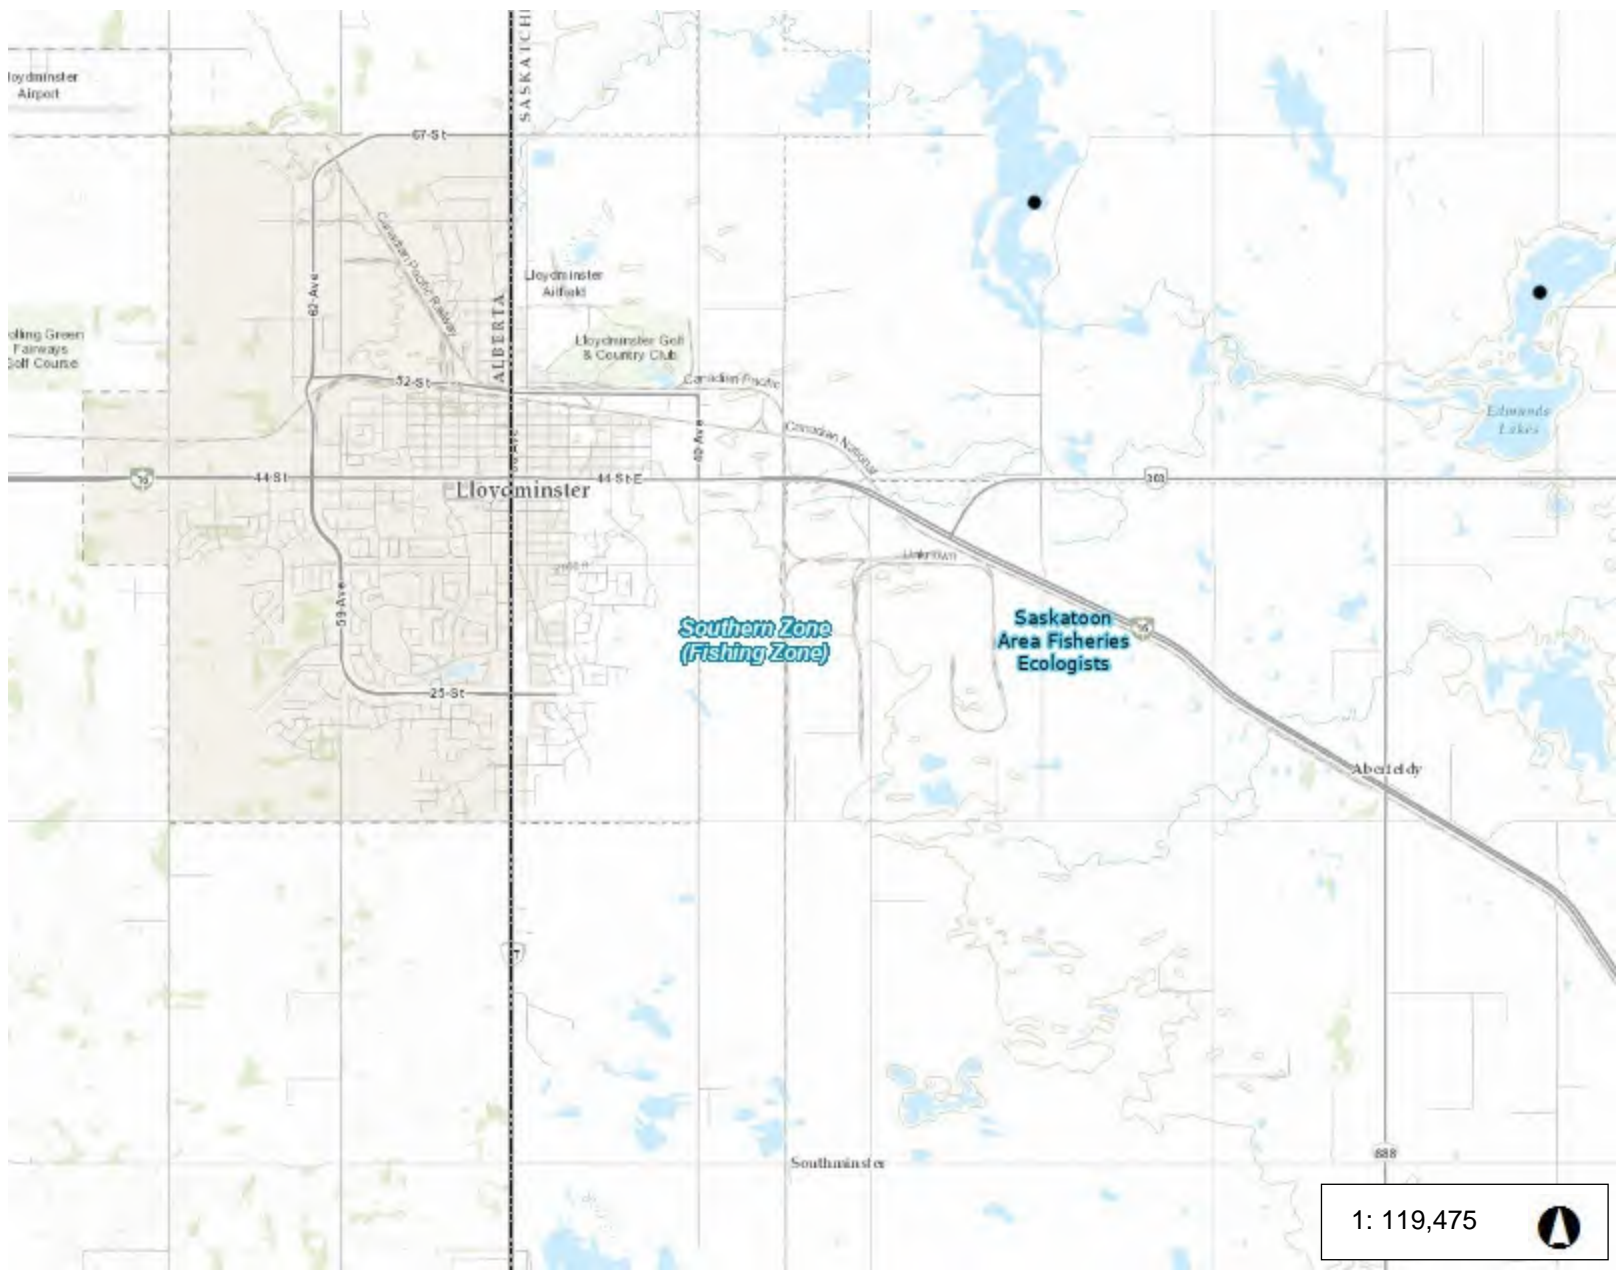 SASKATCH
loydminster
Airport
67-St
Canadian Pacific Railway
62-Ave
Lloydminster
Airfield
ALBERTA
olling Green
Fairways
Golf Course
Lloydminster Golf
& Country Club
52-St
Canadian Pacific
Edmunds
Lakes
Canadian National
40 Ave
16
44 St
44 St E
303
Lloydminster
Unknown
59-Ave
Southern Zone
(Fishing Zone)
Saskatoon
Area Fisheries
Ecologists
16
25-St
Aberfeldy
17
Southminster
688
1: 119,475